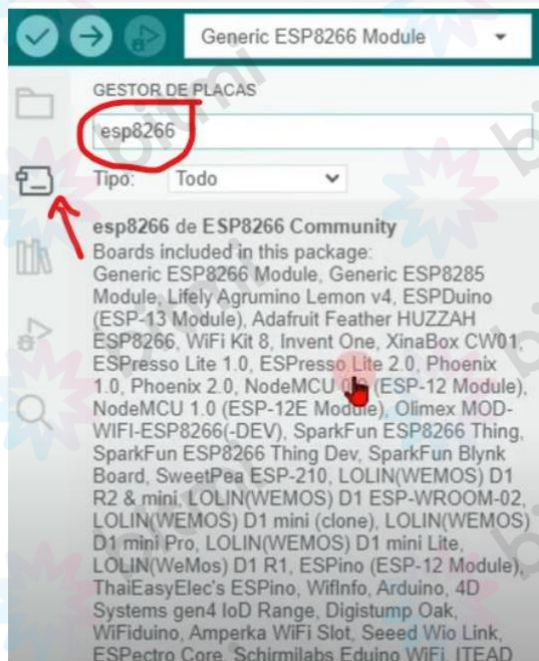 Generic ESP8266 Module
GESTOR DE PLACAS
esp8266
Tipo: Todo
esp8266 de ESP8266 Community
Boards included in this package:
Generic ESP8266 Module, Generic ESP8285
Module, Lifely Agrumino Lemon v4, ESPDuino
(ESP-13 Module), Adafruit Feather HUZZAH
ESP8266, WiFi Kit 8, Invent One, XinaBox CW01,
ESPresso Lite 1.0, ESPresso Lite 2.0, Phoenix
1.0, Phoenix 2.0, NodeMCU (ESP-12 Module),
NodeMCU 1.0 (ESP-12E Module), Olimex MOD-
WIFI-ESP8266(-DEV), SparkFun ESP8266 Thing,
SparkFun ESP8266 Thing Dev, SparkFun Blynk
Board, SweetPea ESP-210, LOLIN(WEMOS) D1
R2 & mini, LOLIN(WEMOS) D1 ESP-WROOM-02,
LOLIN(WEMOS) D1 mini (clone), LOLIN(WEMOS)
D1 mini Pro, LOLIN(WEMOS) D1 mini Lite,
LOLIN(WeMos) D1 R1, ESPino (ESP-12 Module),
ThaiEasyElec's ESPino, WifInfo, Arduino, 4D
Systems gen4 IoD Range, Digistump Oak,
WiFiduino, Amperka WiFi Slot, Seeed Wio Link,
ESPectro Core, Schirmilabs Eduino WiFi, ITEAD